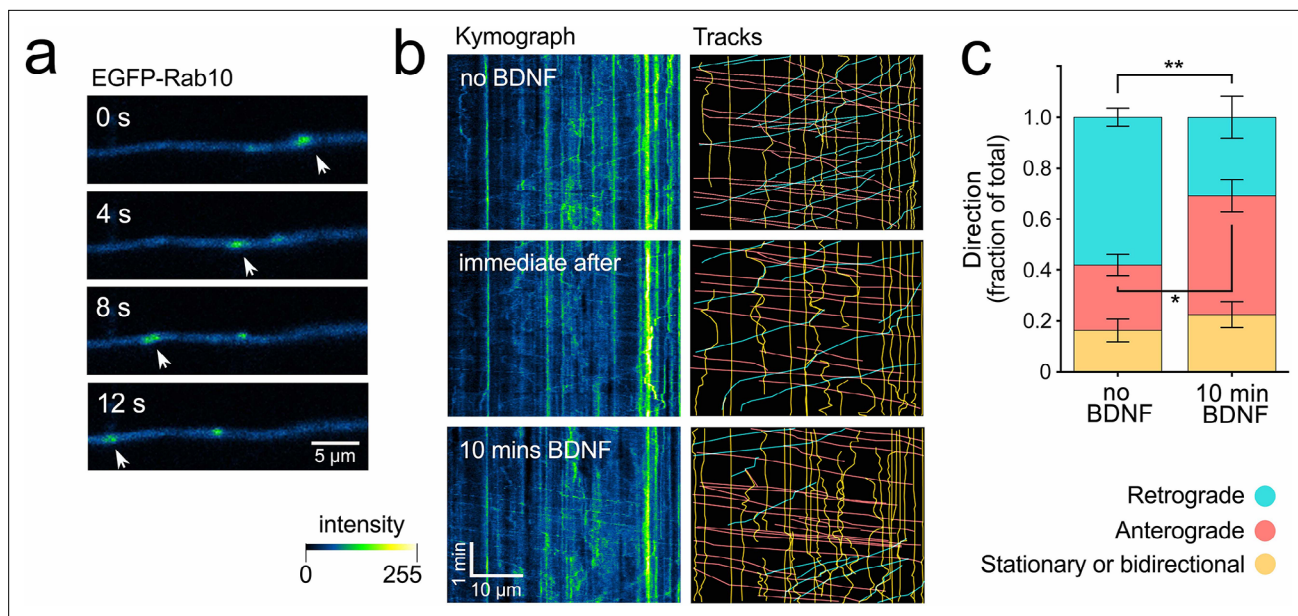 a
EGFP-Rab10
0 s
4 s
8 s
12 s
5 µm
intensity
0
255
b
Kymograph
Tracks
no BDNF
immediate after
10 mins BDNF
1 min
10 µm
c
**
*
Direction
(fraction of total)
1.0
0.8
0.6
0.4
0.2
0
no
BDNF
10 min
BDNF
Retrograde
Anterograde
Stationary or bidirectional